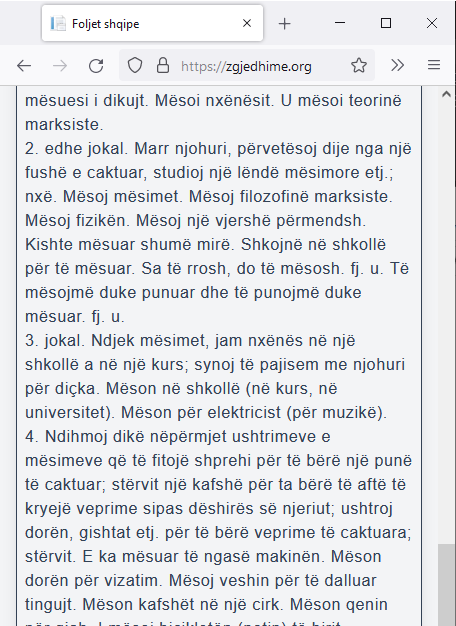 Foljet shqipe
https://zgjedhime.org
mësuesi i dikujt. Mësoi nxënësit. U mësoi teorinë
marksiste.
2. edhe jokal. Marr njohuri, përvetësoj dije nga një
fushë e caktuar, studioj një lëndë mësimore etj.;
nxë. Mësoj mësimet. Mësoj filozofinë marksiste.
Mësoj fizikën. Mësoj një vjershë përmendsh.
Kishte mësuar shumë mirë. Shkojnë në shkollë
për të mësuar. Sa të rrosh, do të mësosh. fj. u. Të
mësojmë duke punuar dhe të punojmë duke
mësuar. fj. u.
3. jokal. Ndjek mësimet, jam nxënës në një
shkollë a në një kurs; synoj të pajisem me njohuri
për diçka. Mëson në shkollë (në kurs, në
universitet). Mëson për elektricist (për muzikë).
4. Ndihmoj dikë nëpërmjet ushtrimeve e
mësimeve që të fitojë shprehi për të bërë një punë
të caktuar; stërvit një kafshë për ta bërë të aftë të
kryejë veprime sipas dëshirës së njeriut; ushtroj
dorën, gishtat etj. për të bërë veprime të caktuara;
stërvit. E ka mësuar të ngasë makinën. Mëson
dorën për vizatim. Mësoj veshin për të dalluar
tingujt. Mëson kafshët në një cirk. Mëson qenin
për gjah. I mësoi biçikletën (patin) të birit.